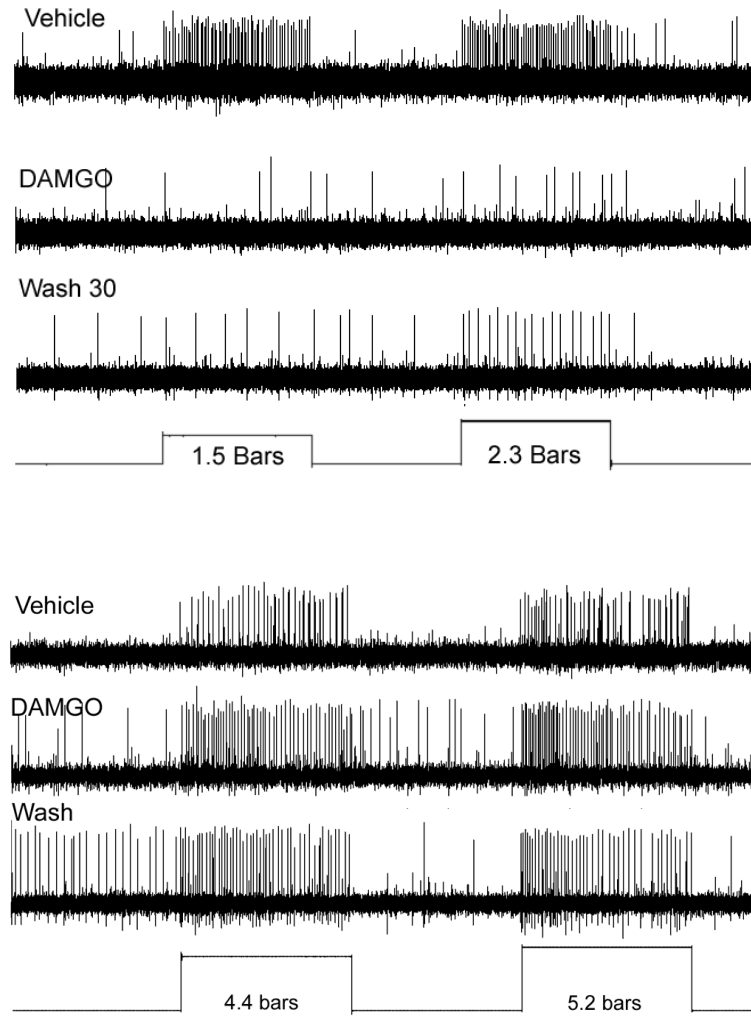 Vehicle
DAMGO
Wash 30
1.5 Bars
2.3 Bars
Vehicle
DAMGO
Wash
4.4 bars
5.2 bars